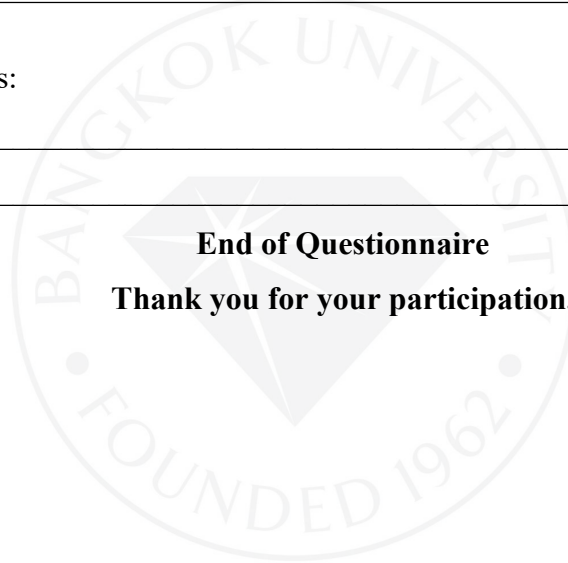 s:
End of Questionnaire
Thank you for your participation.
BANGKOK UNIVERSITY
FOUNDED 1962